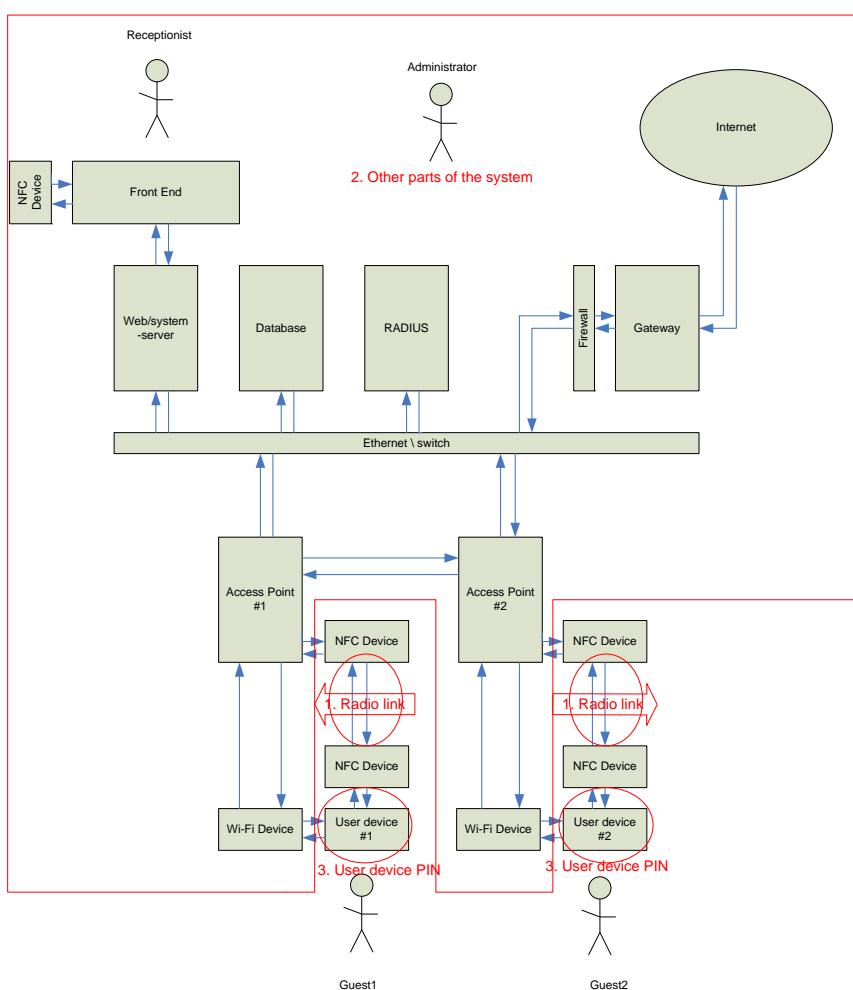 Receptionist
Administrator
Internet
2. Other parts of the system
NFC
Device
Front End
Web/system
-server
Database
RADIUS
Firewall
Gateway
Ethernet \ switch
Access Point
#1
Access Point
#2
NFC Device
NFC Device
1. Radio link
1. Radio link
NFC Device
NFC Device
Wi-Fi Device
User device
#1
Wi-Fi Device
User device
#2
3. User device PIN
3. User device PIN
Guest1
Guest2